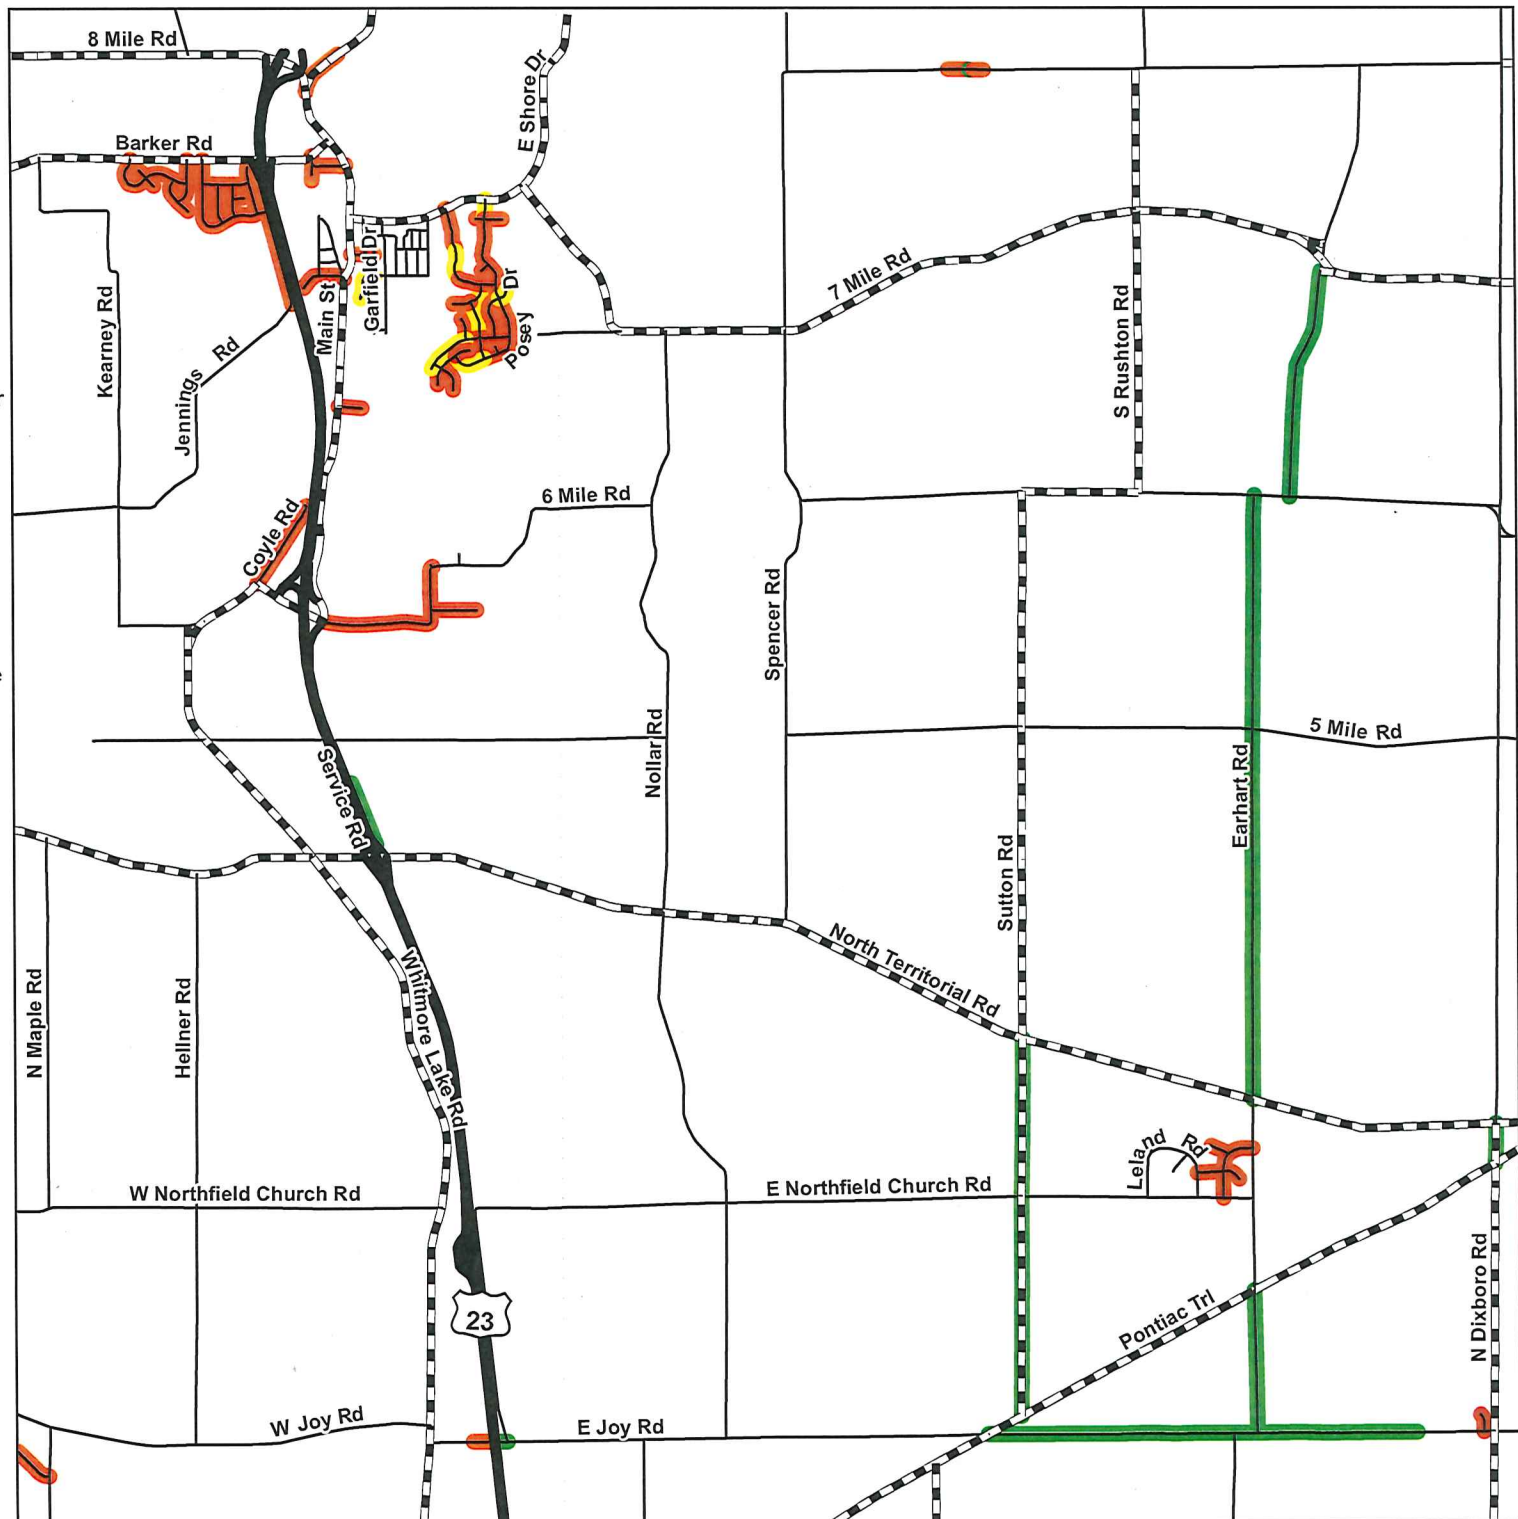 8 Mile Rd
E Shore Dr
Barker Rd
Garfield Dr
Main St
Kearney Rd
Jennings Rd
Posey Dr
7 Mile Rd
S Rushton Rd
6 Mile Rd
Coyle Rd
Spencer Rd
Nollar Rd
5 Mile Rd
Service Rd
Earhart Rd
Sutton Rd
North Territorial Rd
N Maple Rd
Hellner Rd
Whitmore Lake Rd
Leland Rd
W Northfield Church Rd
E Northfield Church Rd
23
Pontiac Trl
N Dixboro Rd
W Joy Rd
E Joy Rd